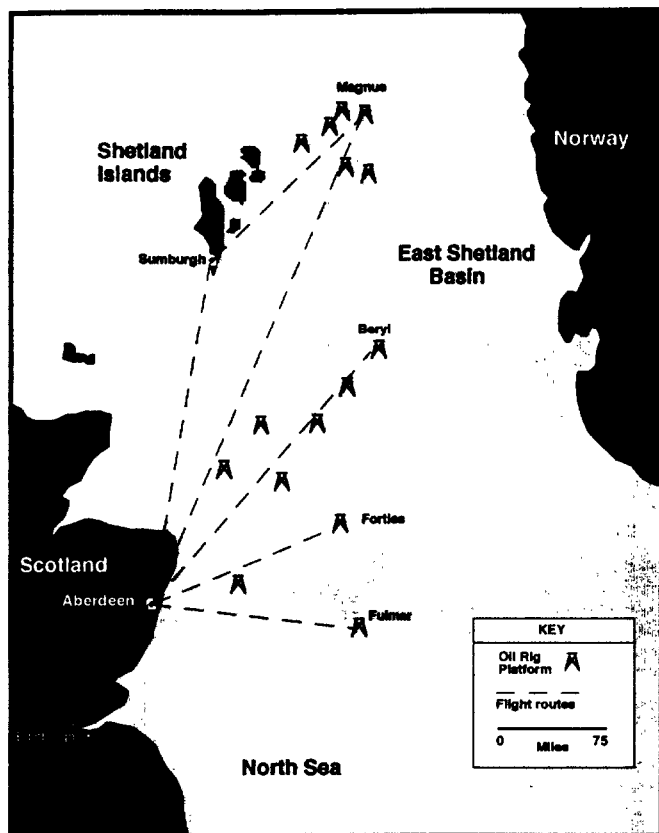 Magnus
Norway
Shetland
Islands
Sumburgh
East Shetland
Basin
Beryl
Forties
Scotland
Aberdeen
Fulmar
KEY
Oil Rig
Platform
Flight routes
0 75
Miles
North Sea